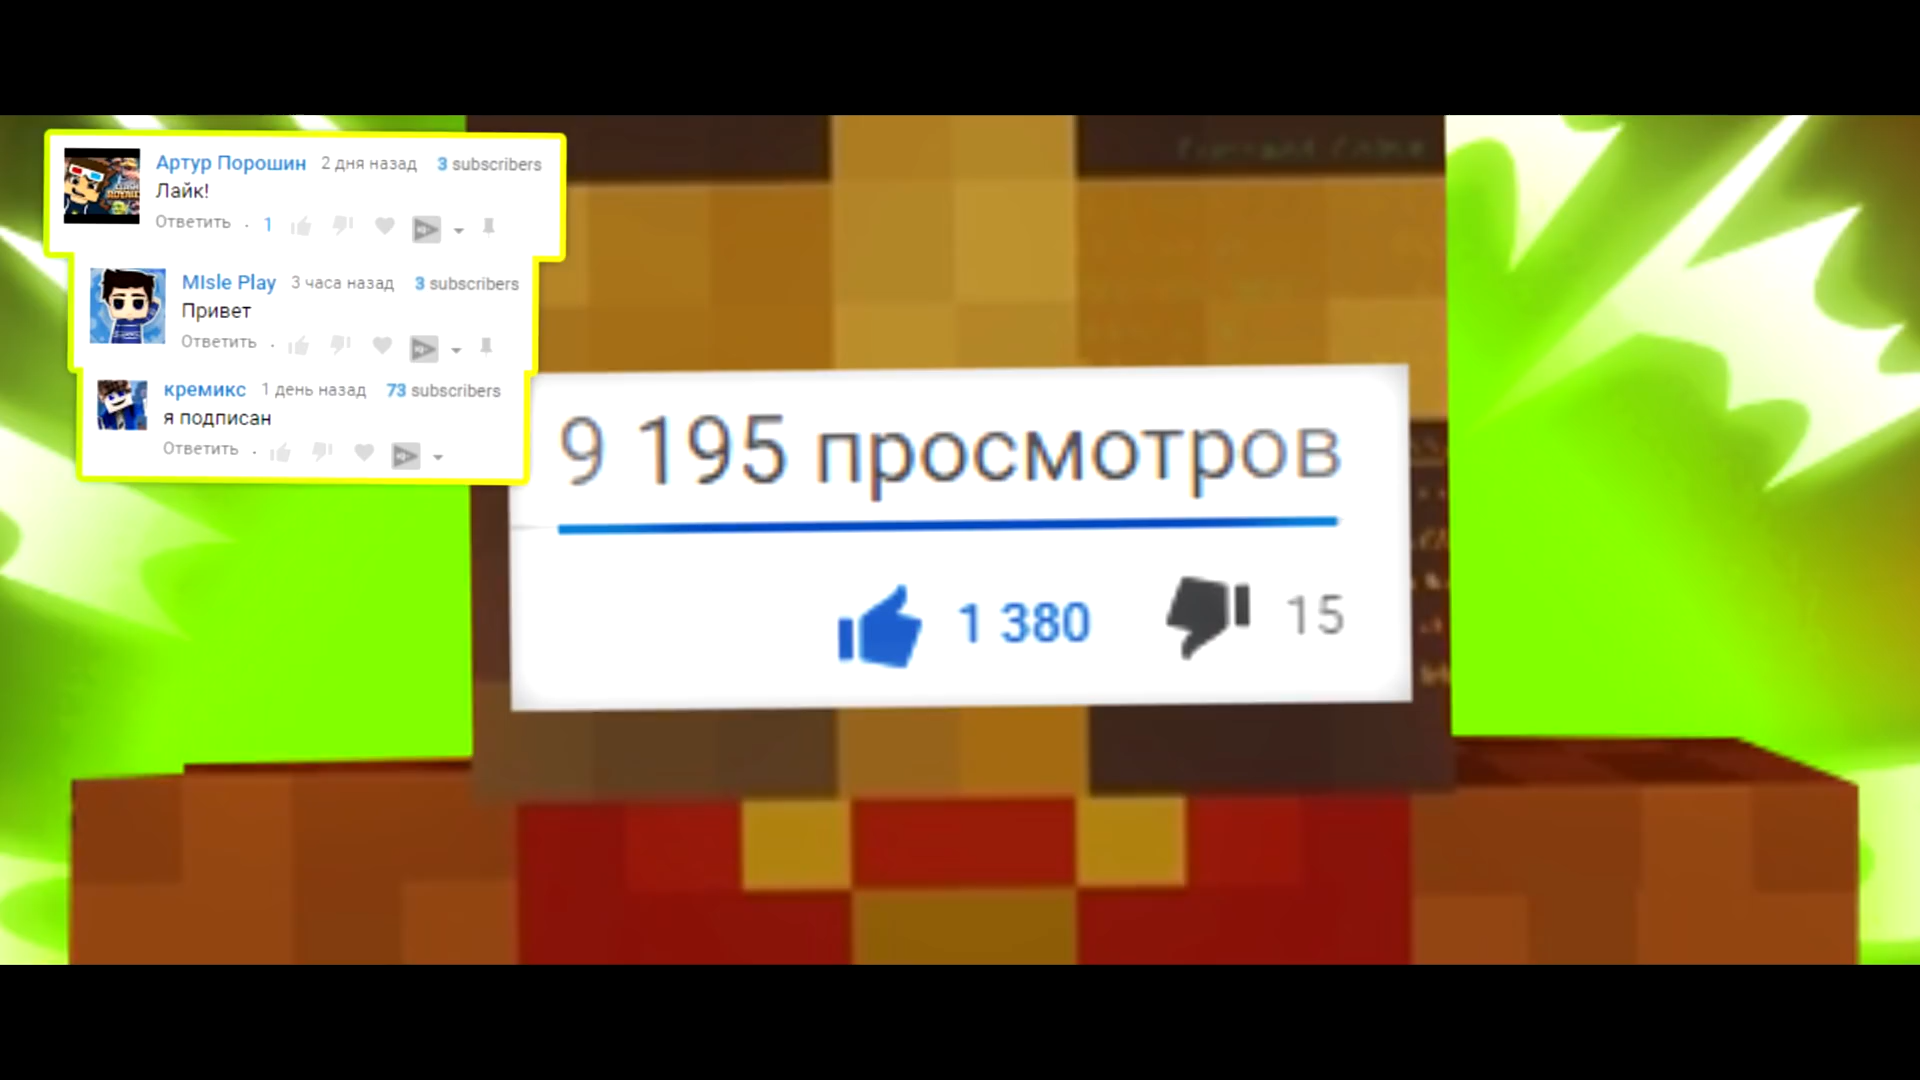 Артур Порошин 2 дня назад 3 subscribers
Лайк!
Ответить · 1
MIsle Play 3 часа назад 3 subscribers
Привет
Ответить ·
кремикс 1 день назад 73 subscribers
я подписан
Ответить ·
9 195 просмотров
1 380 15